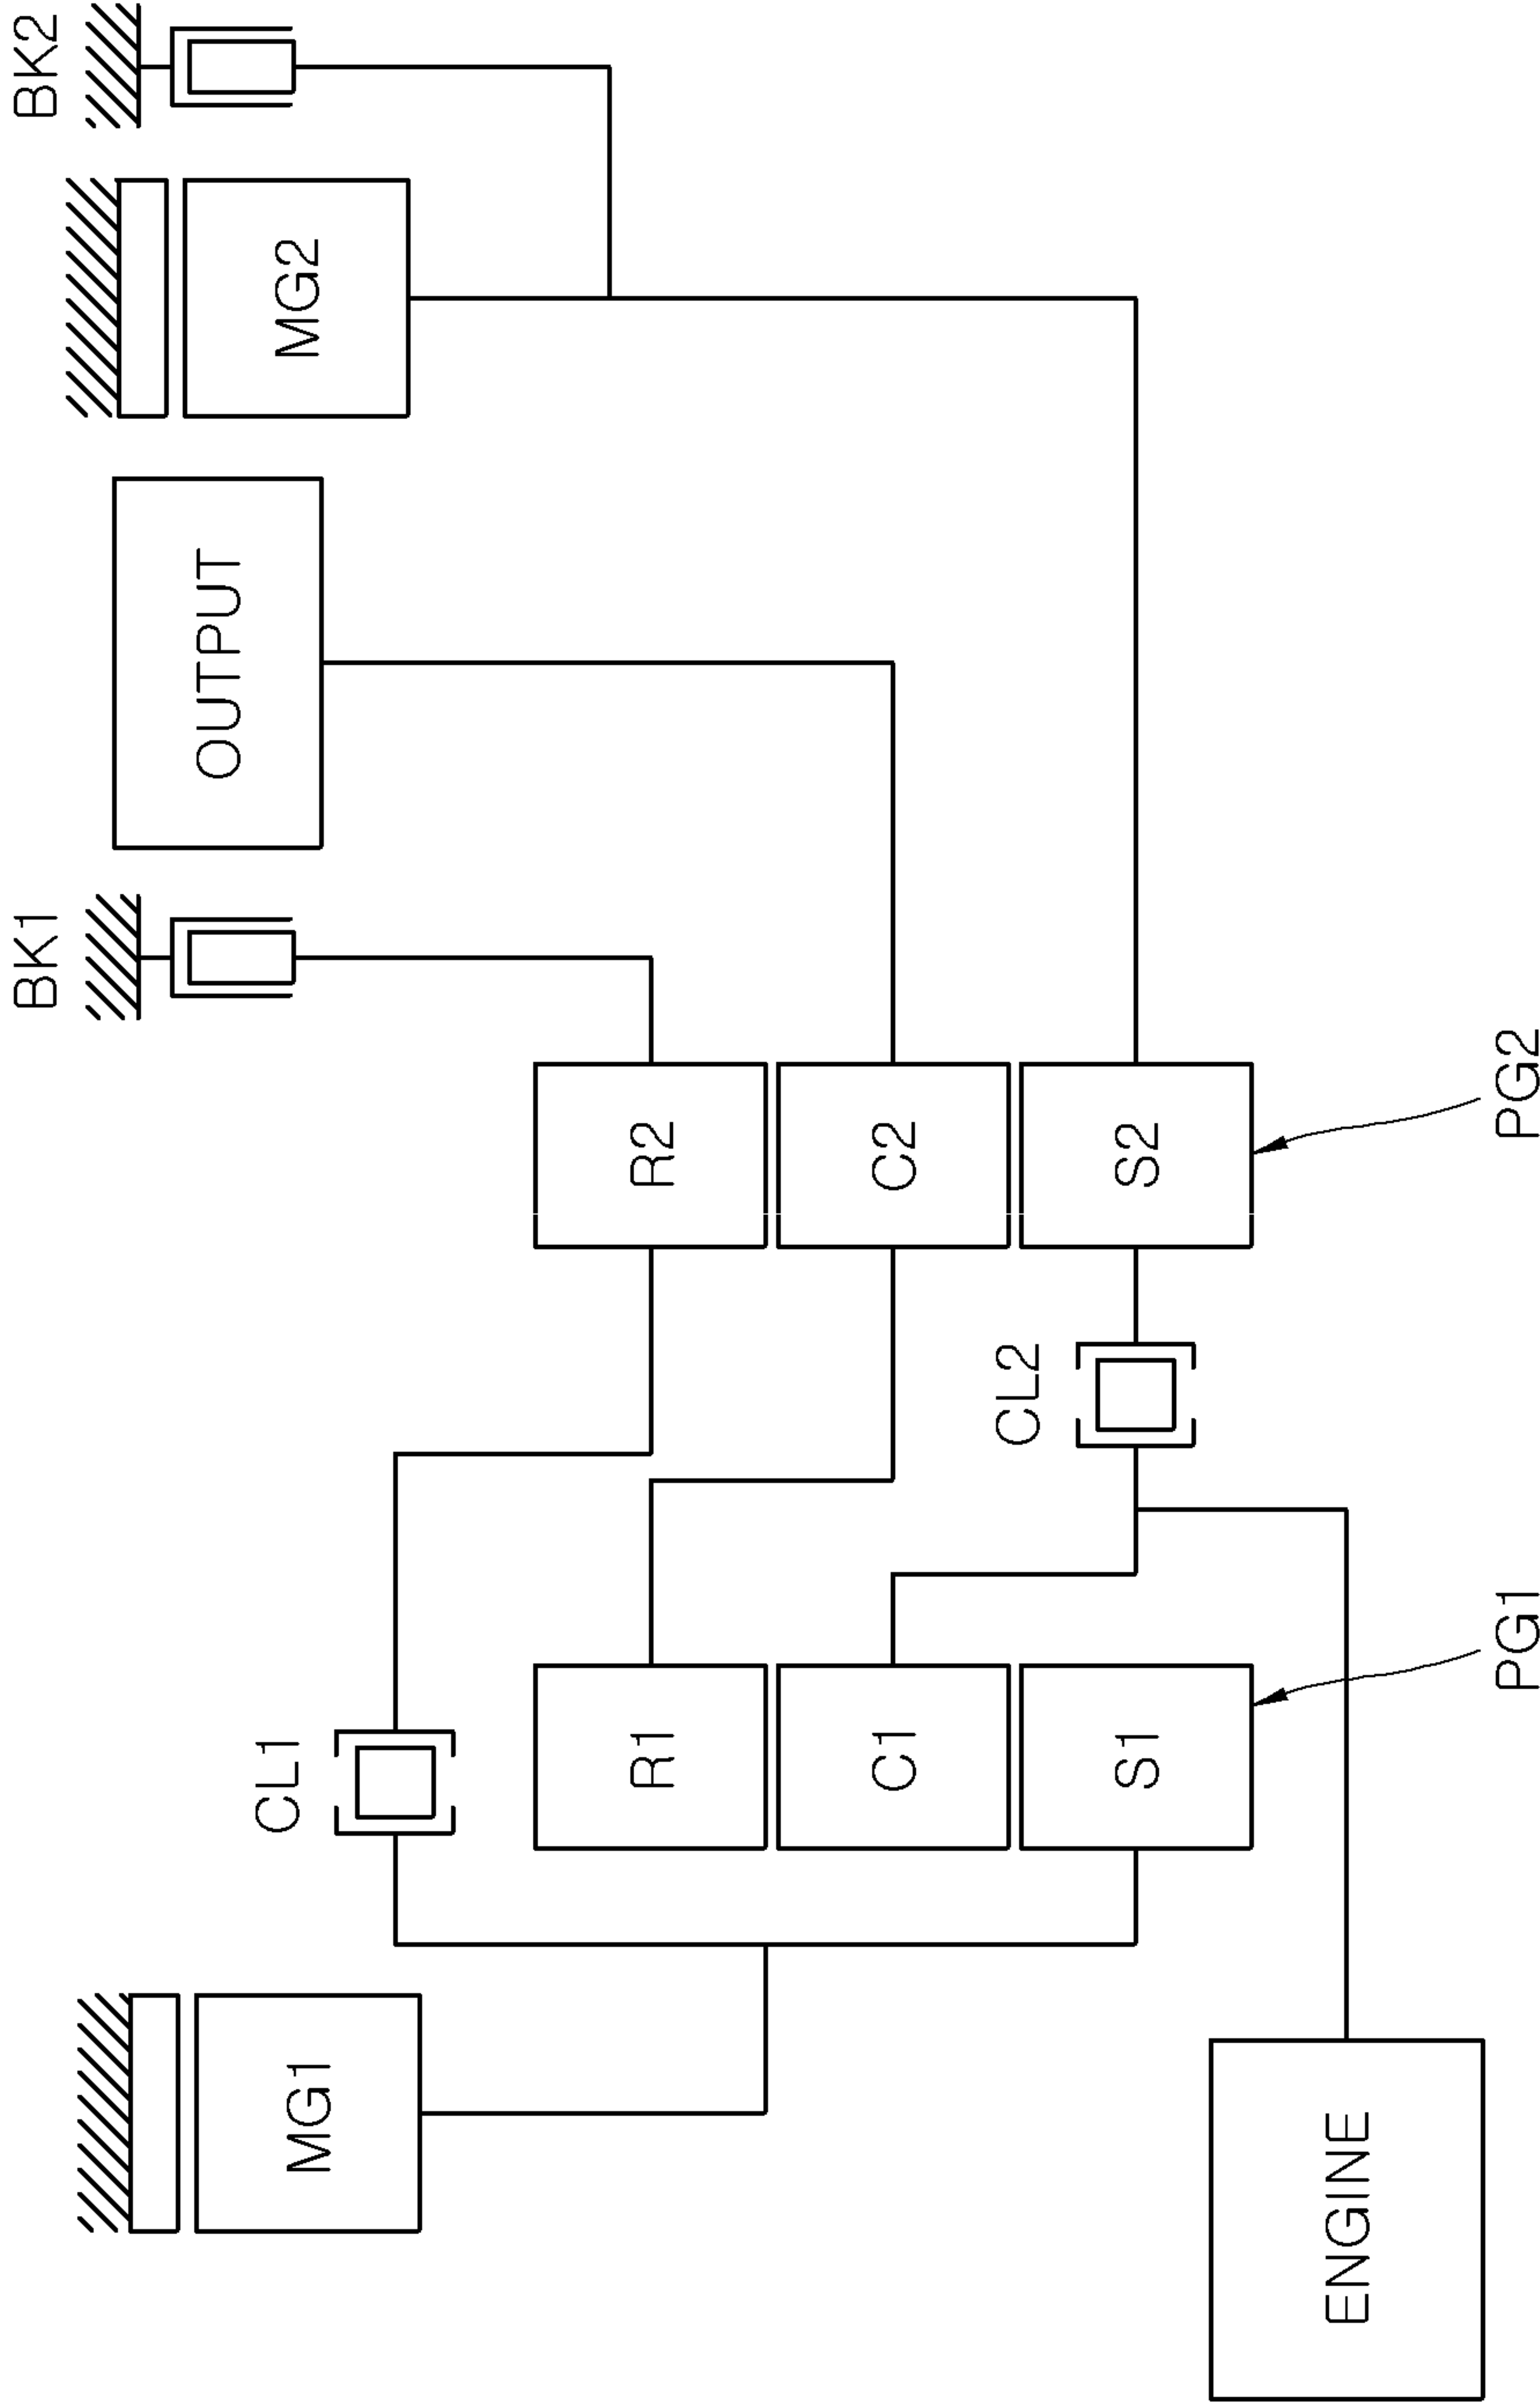 MG1
CL1
BK1
OUTPUT
MG2
BK2
R1
R2
C1
C2
CL2
S1
S2
ENGINE
PG1
PG2